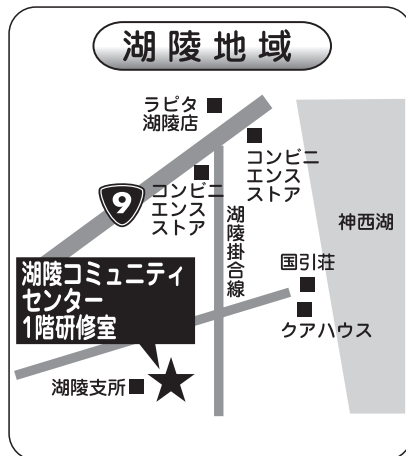 湖陵地域
ラピタ
湖陵店
コンビニ
エンス
ストア
コンビニ
エンス
ストア
9
湖陵掛合線
神西湖
国引荘
クアハウス
湖陵コミュニティ
センター
1階研修室
湖陵支所